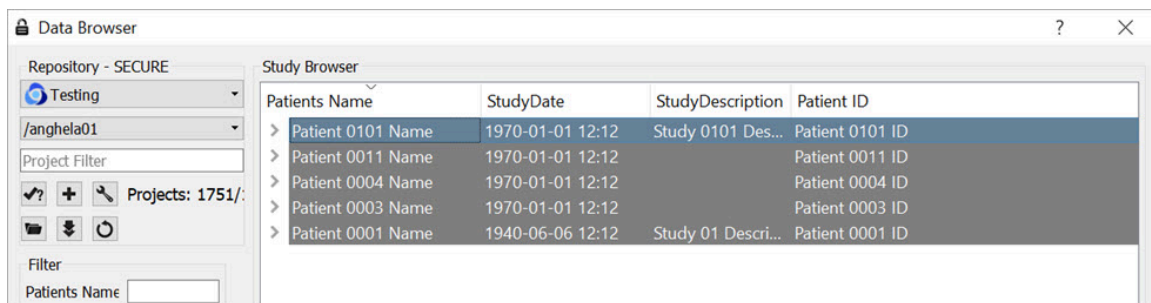 Data Browser ? ×
Repository - SECURE
Testing
/anghela01
Project Filter
Projects: 1751/
Filter
Patients Name
Study Browser
Patients Name StudyDate StudyDescription Patient ID
Patient 0101 Name 1970-01-01 12:12 Study 0101 Des... Patient 0101 ID
Patient 0011 Name 1970-01-01 12:12 Patient 0011 ID
Patient 0004 Name 1970-01-01 12:12 Patient 0004 ID
Patient 0003 Name 1970-01-01 12:12 Patient 0003 ID
Patient 0001 Name 1940-06-06 12:12 Study 01 Descri... Patient 0001 ID